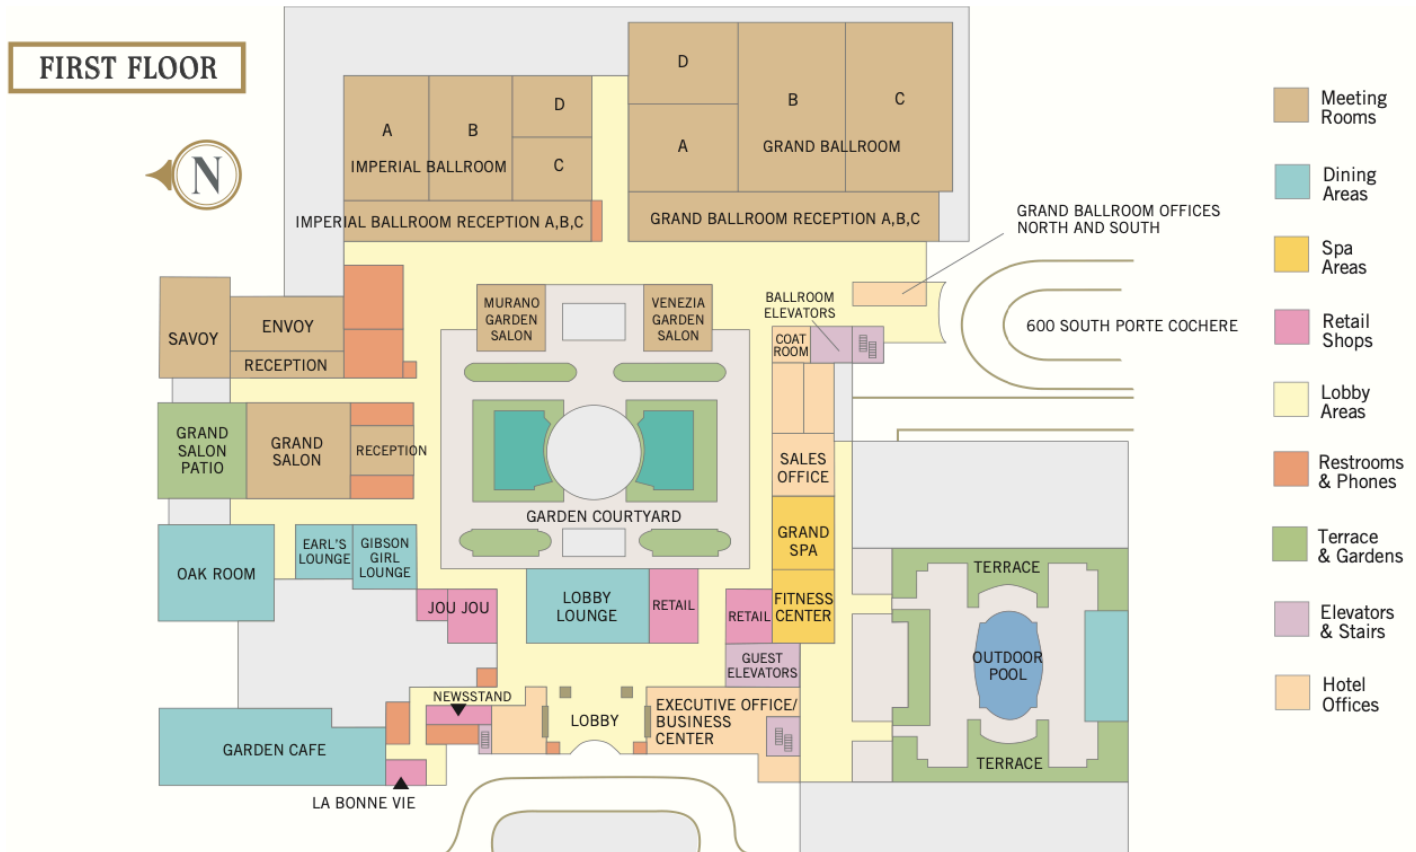 FIRST FLOOR
N
A
B
D
C
IMPERIAL BALLROOM
IMPERIAL BALLROOM RECEPTION A,B,C
D
A
B
C
GRAND BALLROOM
GRAND BALLROOM RECEPTION A,B,C
GRAND BALLROOM OFFICES
NORTH AND SOUTH
600 SOUTH PORTE COCHERE
BALLROOM
ELEVATORS
COAT
ROOM
MURANO
GARDEN
SALON
VENEZIA
GARDEN
SALON
SAVOY
ENVOY
RECEPTION
GRAND
SALON
PATIO
GRAND
SALON
RECEPTION
GARDEN COURTYARD
SALES
OFFICE
GRAND
SPA
FITNESS
CENTER
OAK ROOM
EARL'S
LOUNGE
GIBSON
GIRL
LOUNGE
JOU JOU
LOBBY
LOUNGE
RETAIL
RETAIL
GUEST
ELEVATORS
TERRACE
OUTDOOR
POOL
TERRACE
NEWSSTAND
LOBBY
EXECUTIVE OFFICE/
BUSINESS
CENTER
GARDEN CAFE
LA BONNE VIE
Meeting
Rooms
Dining
Areas
Spa
Areas
Retail
Shops
Lobby
Areas
Restrooms
& Phones
Terrace
& Gardens
Elevators
& Stairs
Hotel
Offices